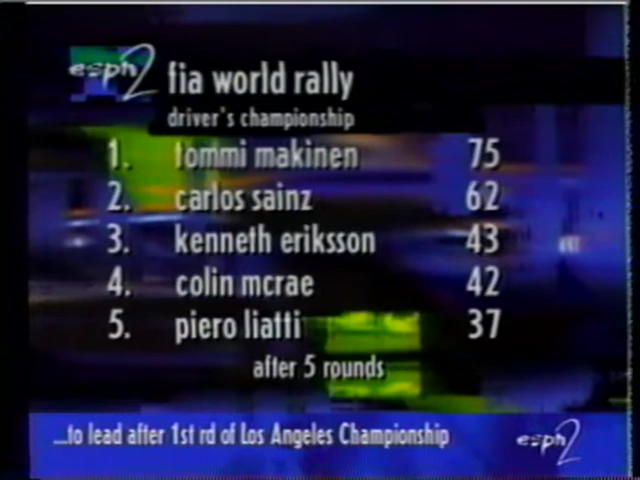 espn2
fia world rally
driver's championship
1. tommi makinen 75
2. carlos sainz 62
3. kenneth eriksson 43
4. colin mcrae 42
5. piero liatti 37
after 5 rounds
...to lead after 1st rd of Los Angeles Championship
espn2